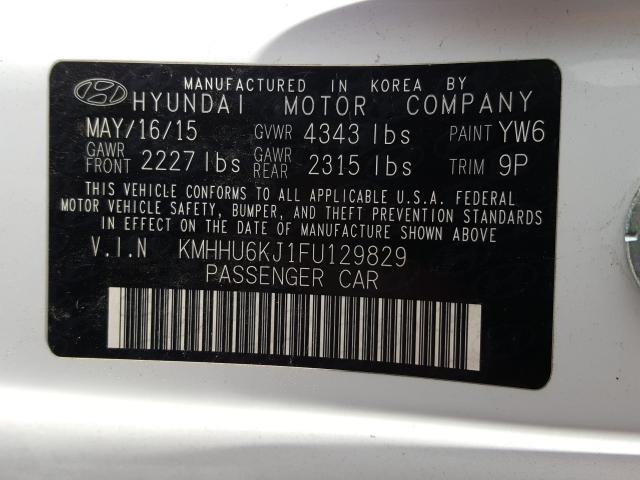 MANUFACTURED IN KOREA BY
HYUNDAI MOTOR COMPANY
MAY/16/15 GVWR 4343 lbs PAINT YW6
GAWR FRONT 2227 lbs GAWR REAR 2315 lbs TRIM 9P
THIS VEHICLE CONFORMS TO ALL APPLICABLE U.S.A. FEDERAL
MOTOR VEHICLE SAFETY, BUMPER, AND THEFT PREVENTION STANDARDS
IN EFFECT ON THE DATE OF MANUFACTURE SHOWN ABOVE
V.I.N KMHHU6KJ1FU129829
PASSENGER CAR